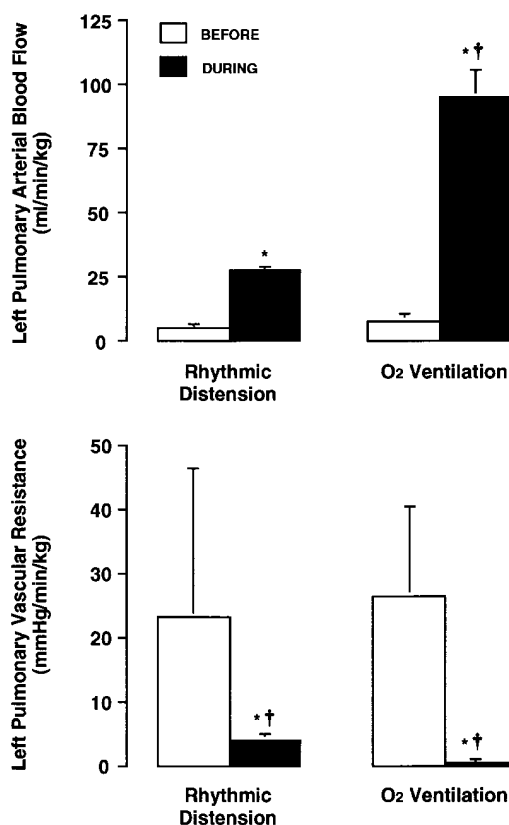 Left Pulmonary Arterial Blood Flow
(ml/min/kg)
125
100
75
50
25
0
BEFORE
DURING
*
*†
Rhythmic
Distension
O₂ Ventilation
Left Pulmonary Vascular Resistance
(mmHg/min/kg)
50
40
30
20
10
0
*†
*†
Rhythmic
Distension
O₂ Ventilation